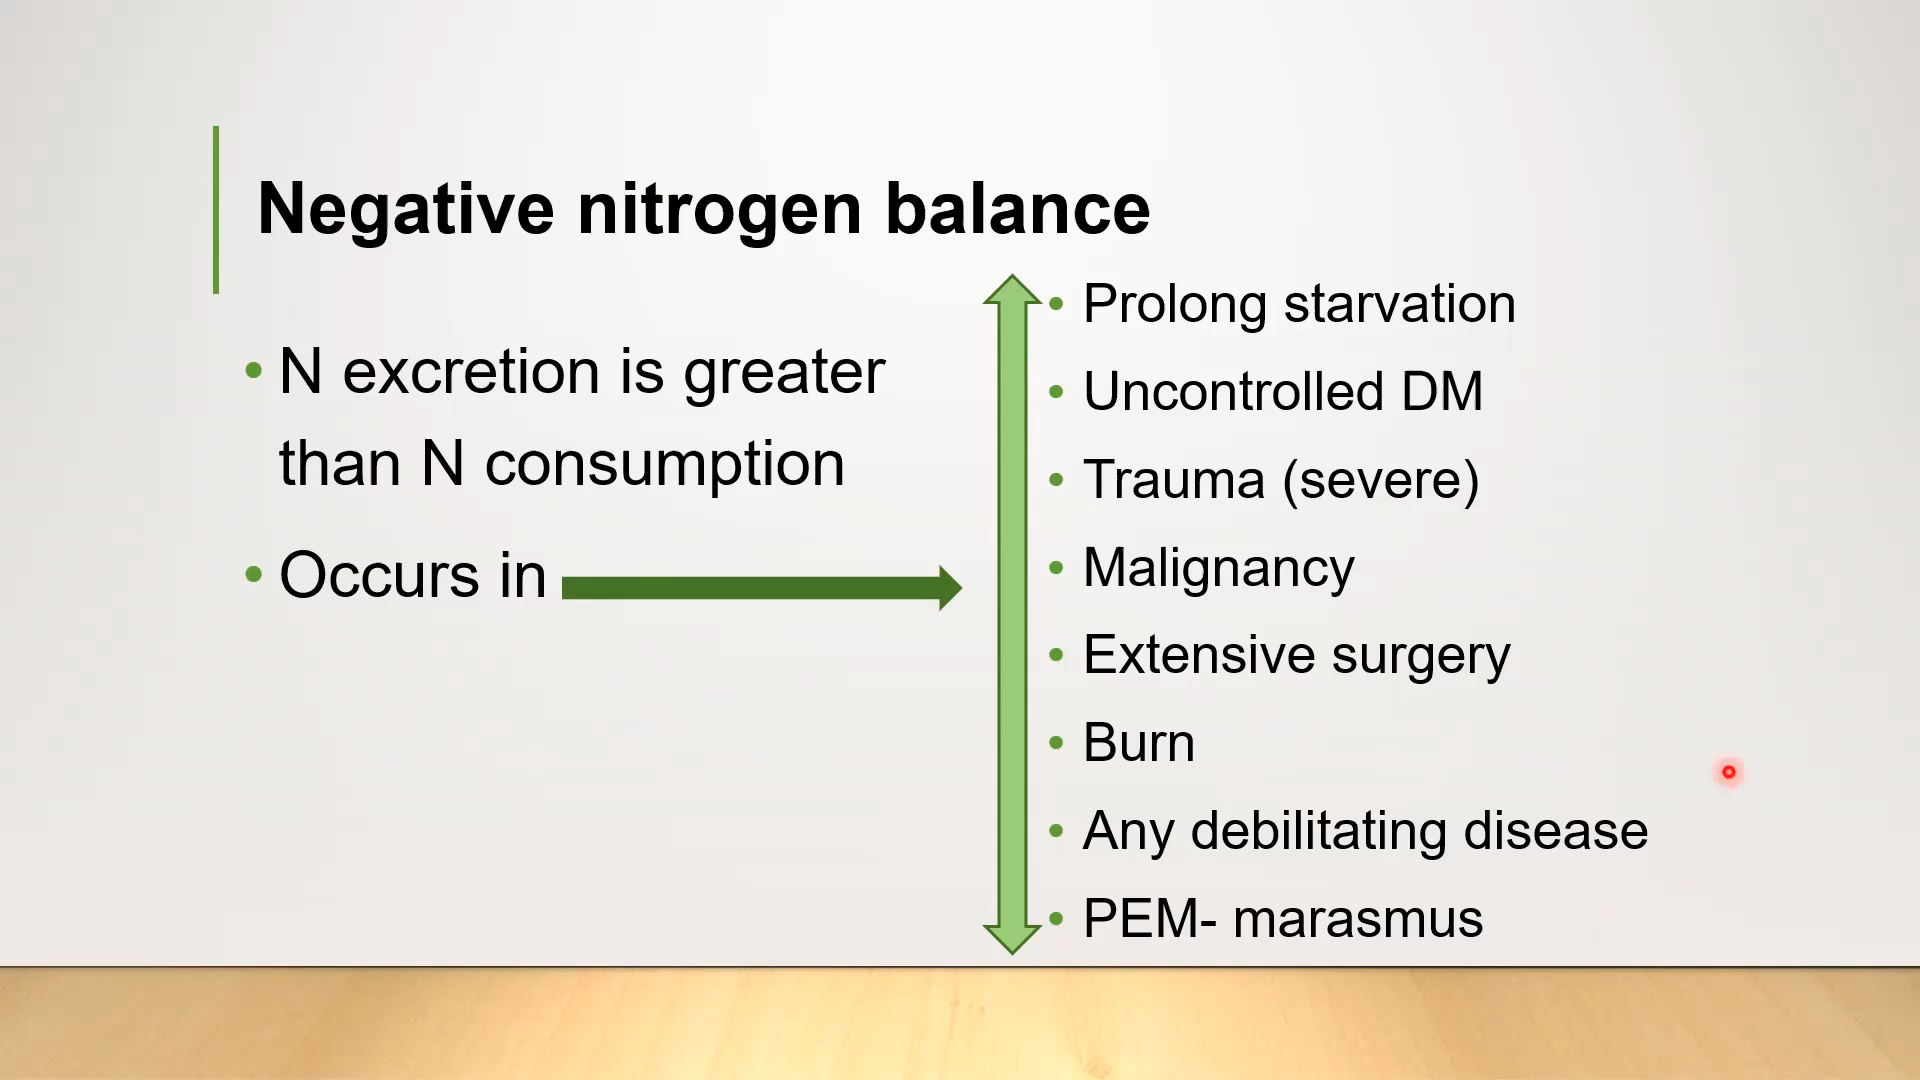 Negative nitrogen balance
• N excretion is greater
than N consumption
• Occurs in
• Prolong starvation
• Uncontrolled DM
• Trauma (severe)
• Malignancy
• Extensive surgery
• Burn
• Any debilitating disease
• PEM- marasmus